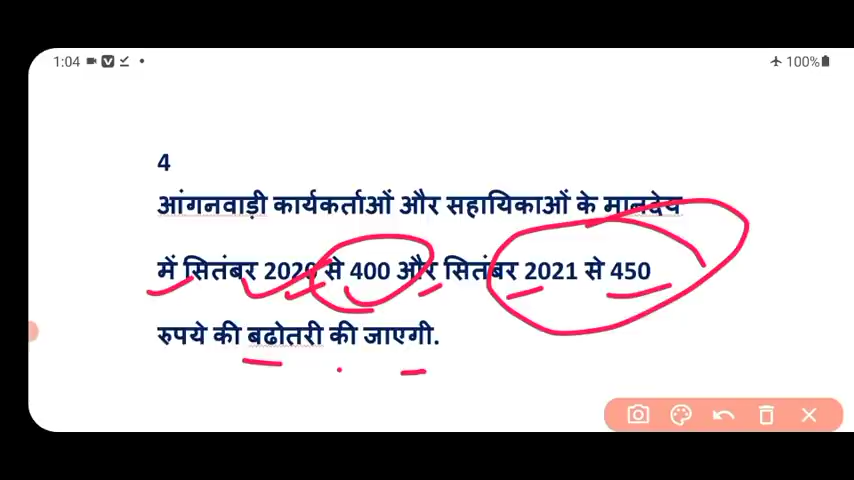 1:04
100%
4
आंगनवाड़ी कार्यकर्ताओं और सहायिकाओं के मानदेय
में सितंबर 2020 से 400 और सितंबर 2021 से 450
रुपये की बढोतरी की जाएगी.